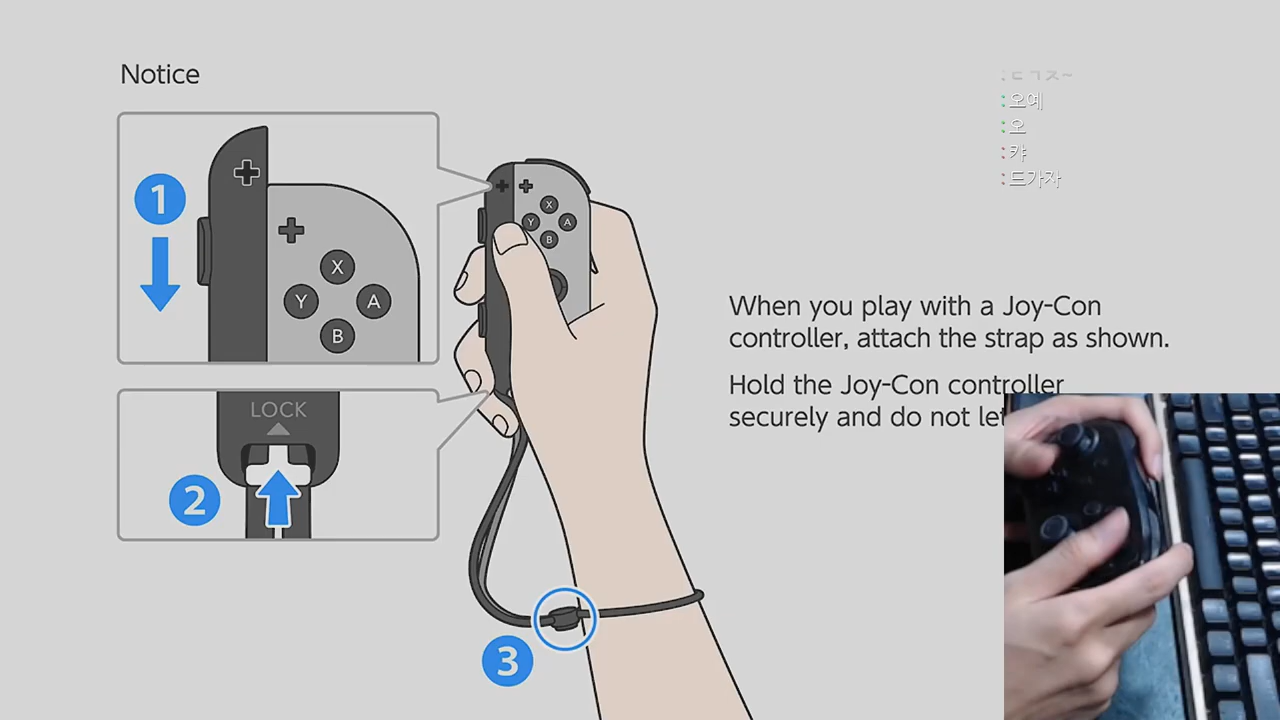 Notice
1
X
Y
A
B
LOCK
2
X
Y
A
B
3
When you play with a Joy-Con
controller, attach the strap as shown.
Hold the Joy-Con controller
securely and do not let
: 오예
: 오
: 캬
: 드가자